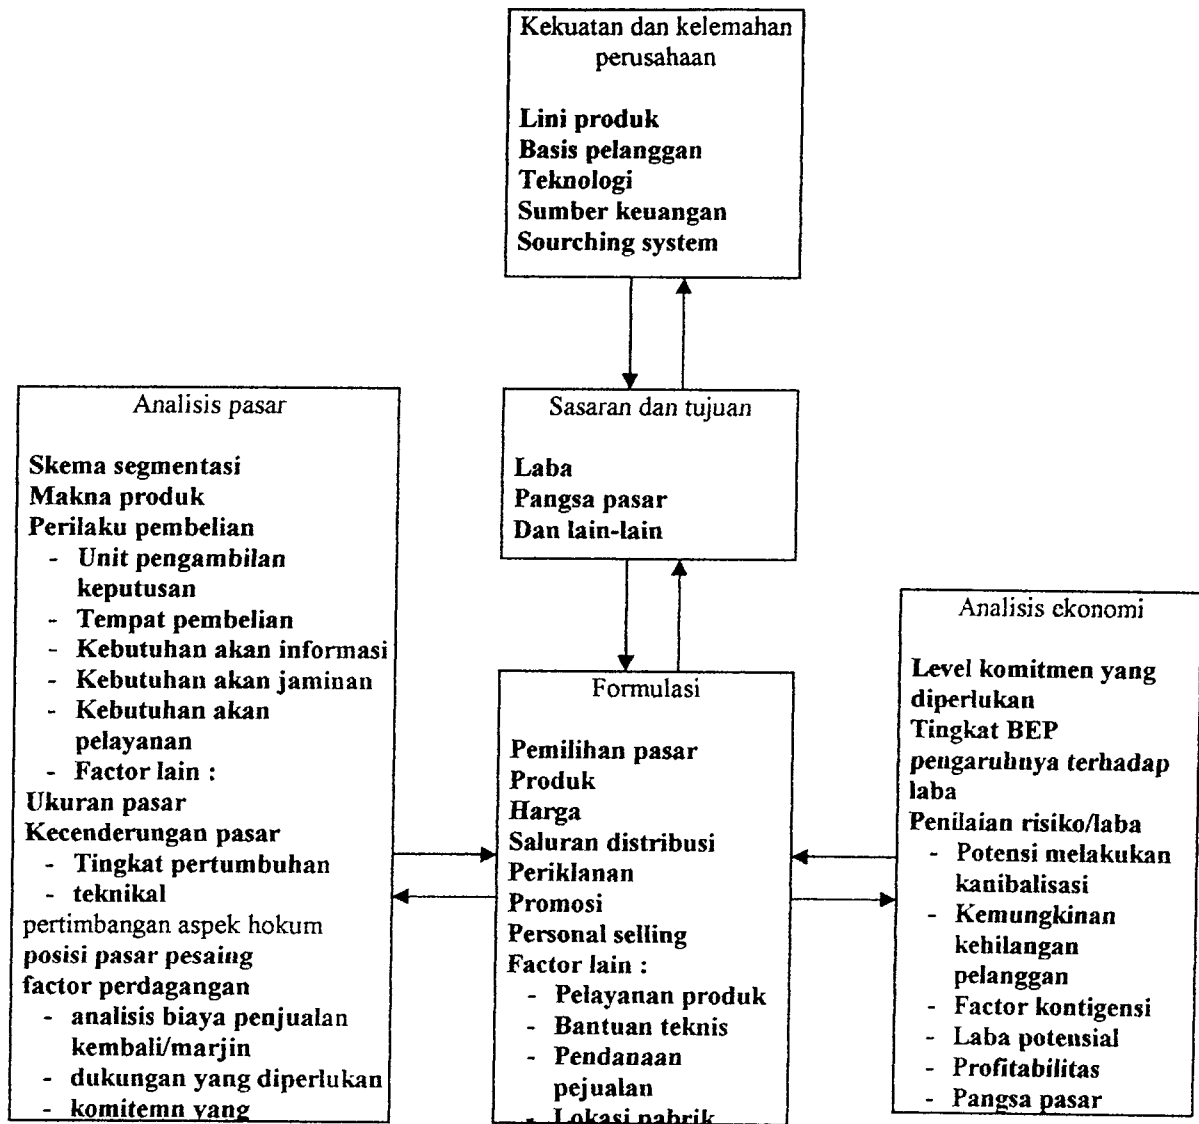 Kekuatan dan kelemahan
perusahaan
Lini produk
Basis pelanggan
Teknologi
Sumber keuangan
Sourching system
Sasaran dan tujuan
Laba
Pangsa pasar
Dan lain-lain
Analisis pasar
Skema segmentasi
Makna produk
Perilaku pembelian
- Unit pengambilan
keputusan
- Tempat pembelian
- Kebutuhan akan informasi
- Kebutuhan akan jaminan
- Kebutuhan akan
pelayanan
- Factor lain :
Ukuran pasar
Kecenderungan pasar
- Tingkat pertumbuhan
- teknikal
pertimbangan aspek hokum
posisi pasar pesaing
factor perdagangan
- analisis biaya penjualan
kembali/marjin
- dukungan yang diperlukan
- komitemn yang
Formulasi
Pemilihan pasar
Produk
Harga
Saluran distribusi
Periklanan
Promosi
Personal selling
Factor lain :
- Pelayanan produk
- Bantuan teknis
- Pendanaan
pejualan
- Lokasi pabrik
Analisis ekonomi
Level komitmen yang
diperlukan
Tingkat BEP
pengaruhnya terhadap
laba
Penilaian risiko/laba
- Potensi melakukan
kanibalisasi
- Kemungkinan
kehilangan
pelanggan
- Factor kontigensi
- Laba potensial
- Profitabilitas
- Pangsa pasar